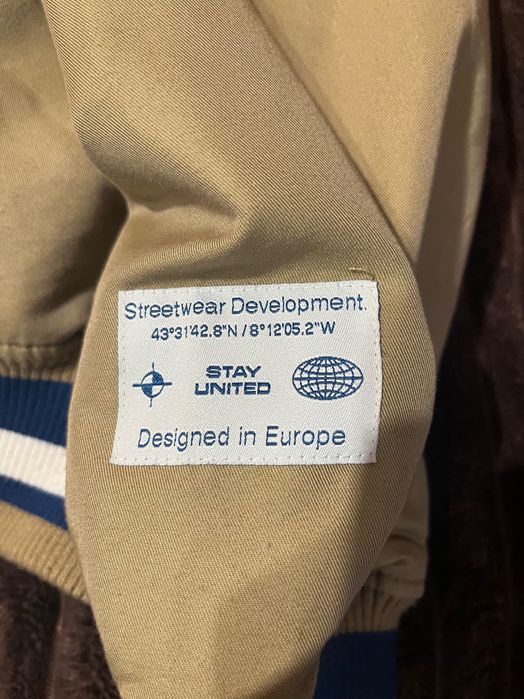 Streetwear Development.
43°31'42.8"N / 8°12'05.2"W
STAY
UNITED
Designed in Europe